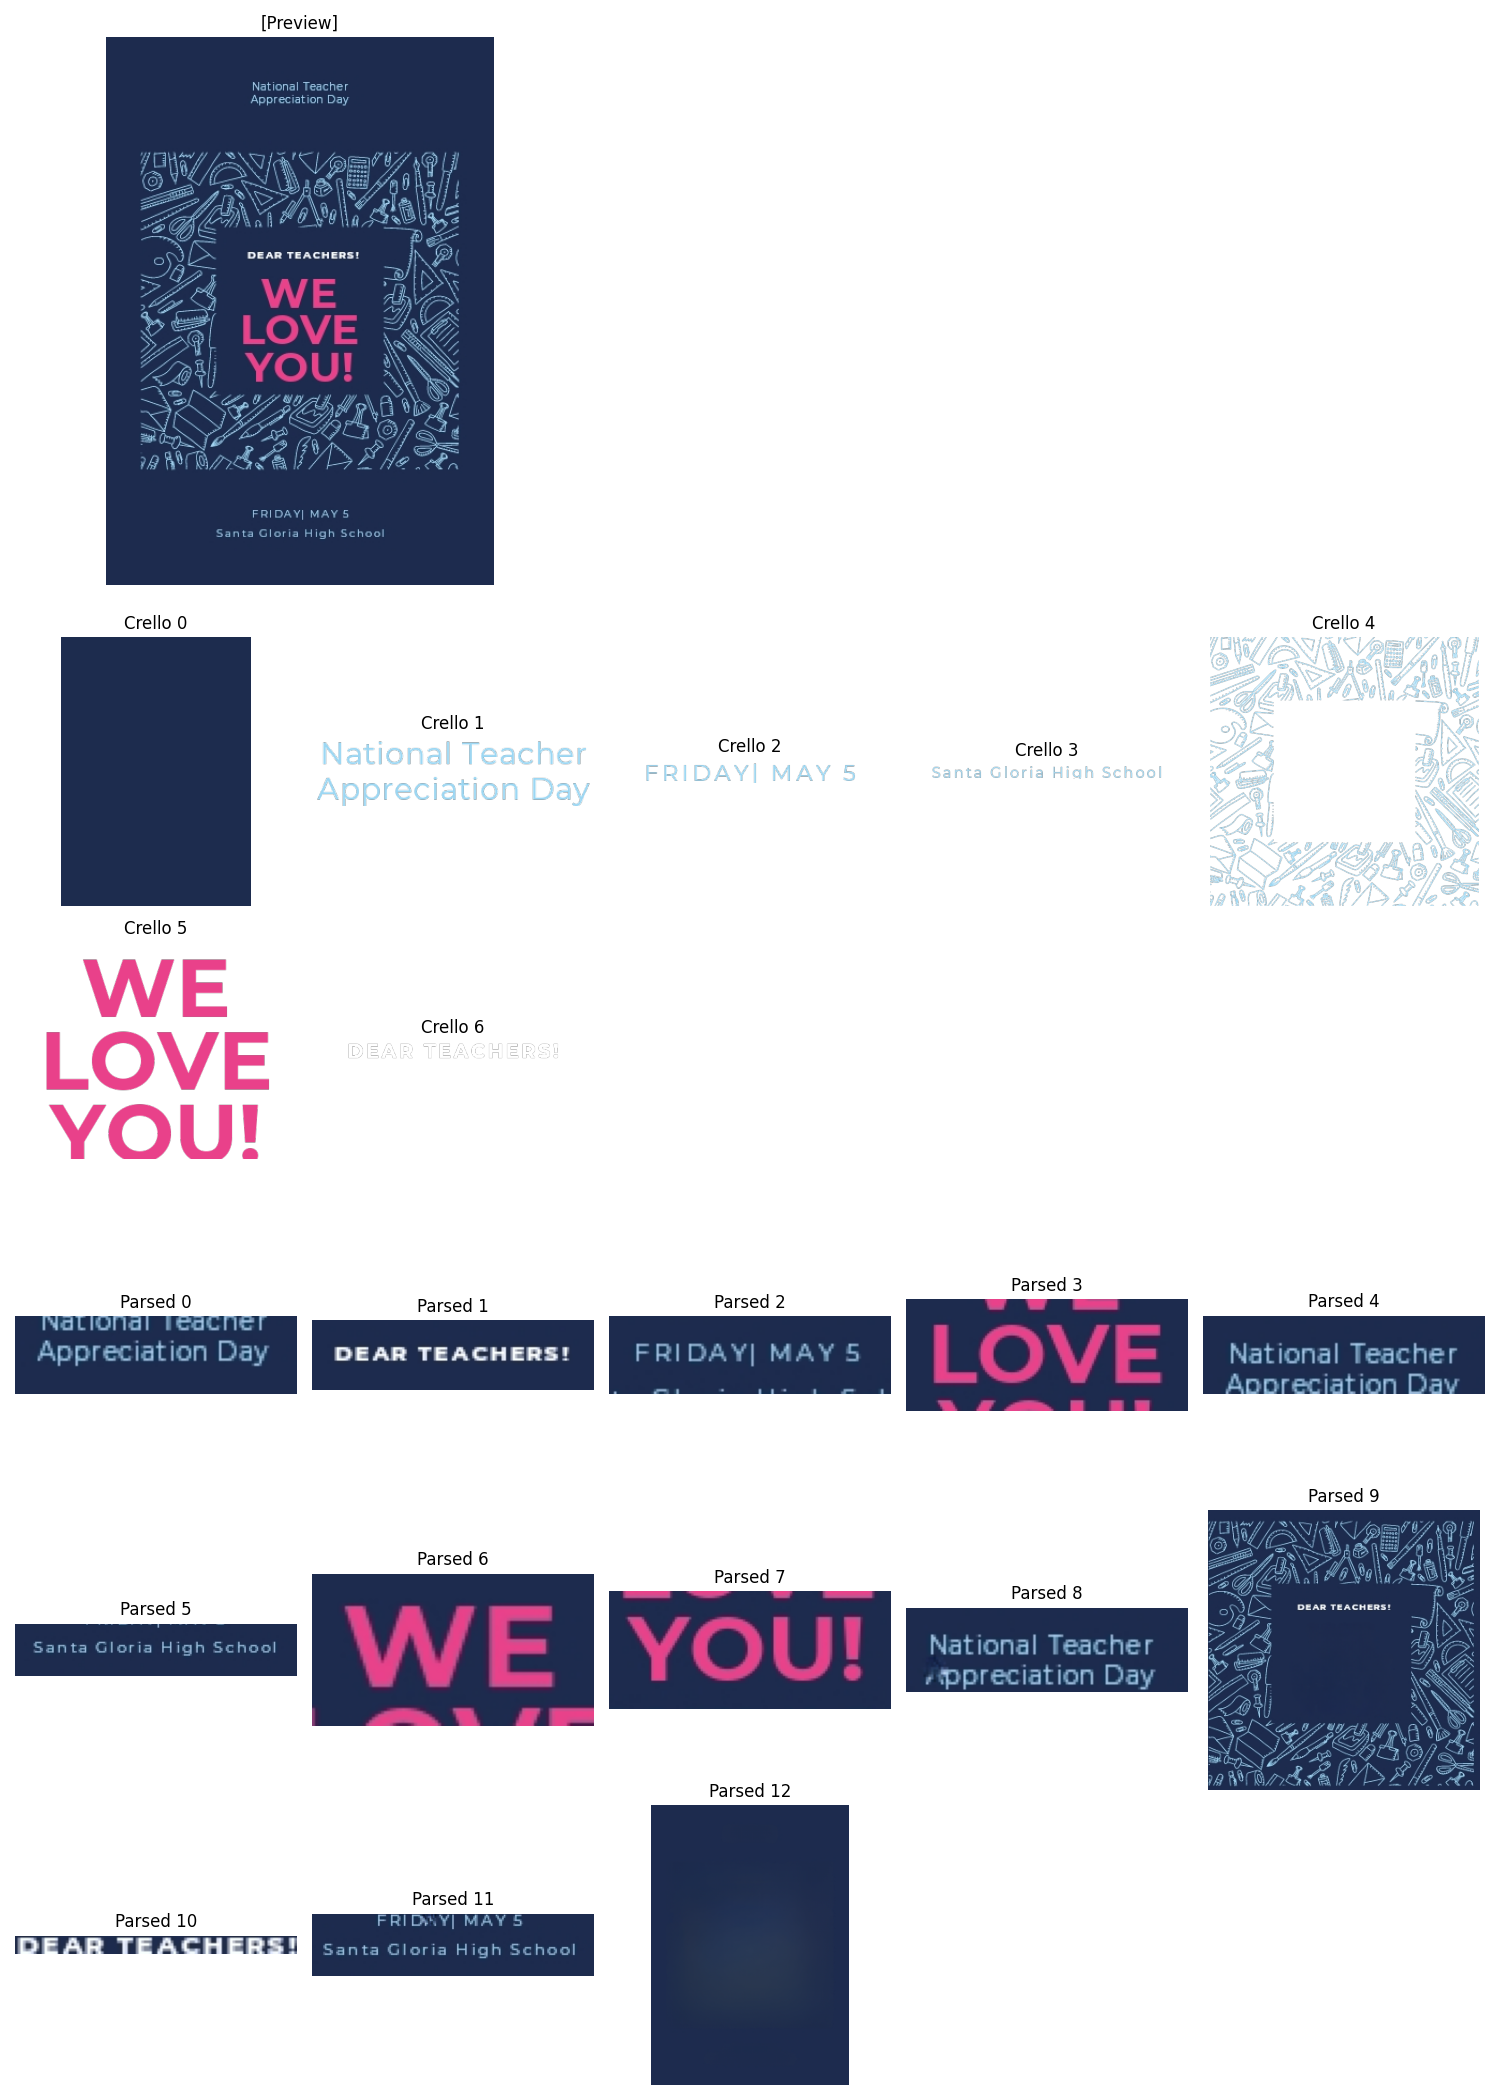 [Preview]
National Teacher
Appreciation Day
DEAR TEACHERS!
WE
LOVE
YOU!
FRIDAY| MAY 5
Santa Gloria High School
Crello 0
Crello 1
National Teacher
Appreciation Day
Crello 2
FRIDAY| MAY 5
Crello 3
Santa Gloria High School
Crello 4
Crello 5
WE
LOVE
YOU!
Crello 6
DEAR TEACHERS!
Parsed 0
National Teacher
Appreciation Day
Parsed 1
DEAR TEACHERS!
Parsed 2
FRIDAY| MAY 5
Parsed 3
WE
LOVE
YOU!
Parsed 4
National Teacher
Appreciation Day
Parsed 5
Santa Gloria High School
Parsed 6
WE
LOVE
Parsed 7
LOVE
YOU!
Parsed 8
National Teacher
Appreciation Day
Parsed 9
DEAR TEACHERS!
Parsed 10
DEAR TEACHERS!
Parsed 11
FRIDAY| MAY 5
Santa Gloria High School
Parsed 12